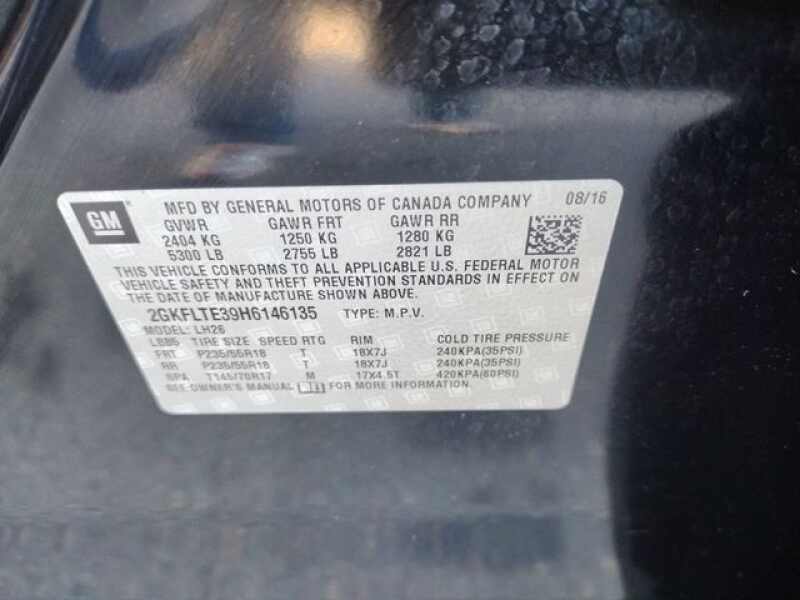 GM
MFD BY GENERAL MOTORS OF CANADA COMPANY 08/16
GVWR GAWR FRT GAWR RR
2404 KG 1250 KG 1280 KG
5300 LB 2755 LB 2821 LB
THIS VEHICLE CONFORMS TO ALL APPLICABLE U.S. FEDERAL MOTOR
VEHICLE SAFETY AND THEFT PREVENTION STANDARDS IN EFFECT ON
THE DATE OF MANUFACTURE SHOWN ABOVE.
2GKFLTE39H6146135 TYPE: M.P.V.
MODEL: LH26
L885 TIRE SIZE SPEED RTG RIM COLD TIRE PRESSURE
FRT P235/55R18 T 18X7J 240KPA(35PSI)
RR P235/55R18 T 18X7J 240KPA(35PSI)
SPA T145/70R17 M 17X4.5T 420KPA(60PSI)
SEE OWNER'S MANUAL FOR MORE INFORMATION